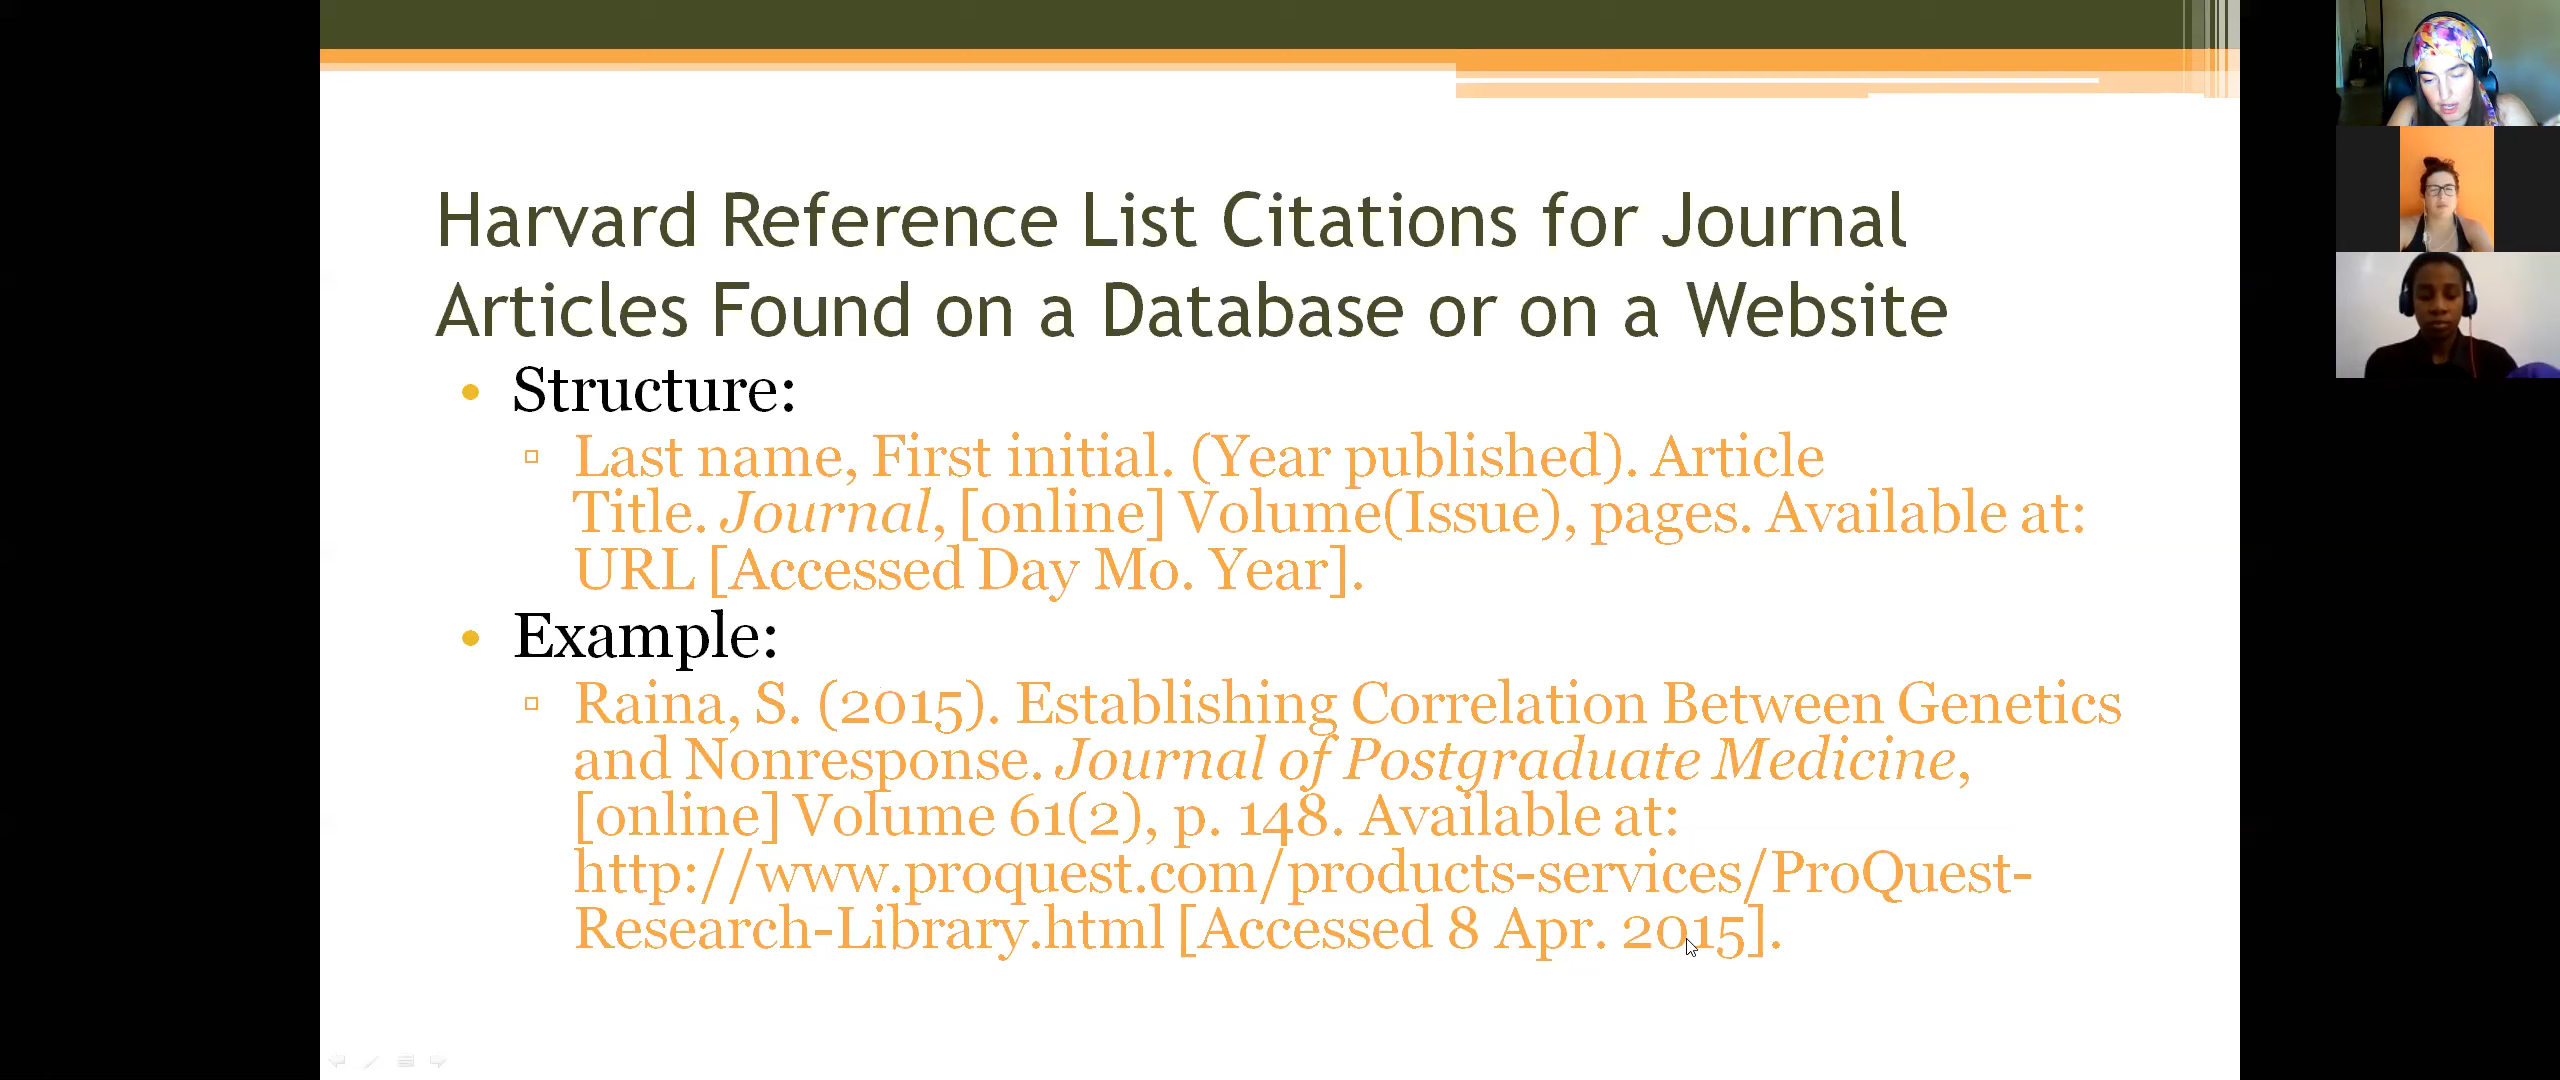 Harvard Reference List Citations for Journal
Articles Found on a Database or on a Website
• Structure:
▫ Last name, First initial. (Year published). Article
Title. Journal, [online] Volume(Issue), pages. Available at:
URL [Accessed Day Mo. Year].
• Example:
▫ Raina, S. (2015). Establishing Correlation Between Genetics
and Nonresponse. Journal of Postgraduate Medicine,
[online] Volume 61(2), p. 148. Available at:
http://www.proquest.com/products-services/ProQuest-
Research-Library.html [Accessed 8 Apr. 2015].